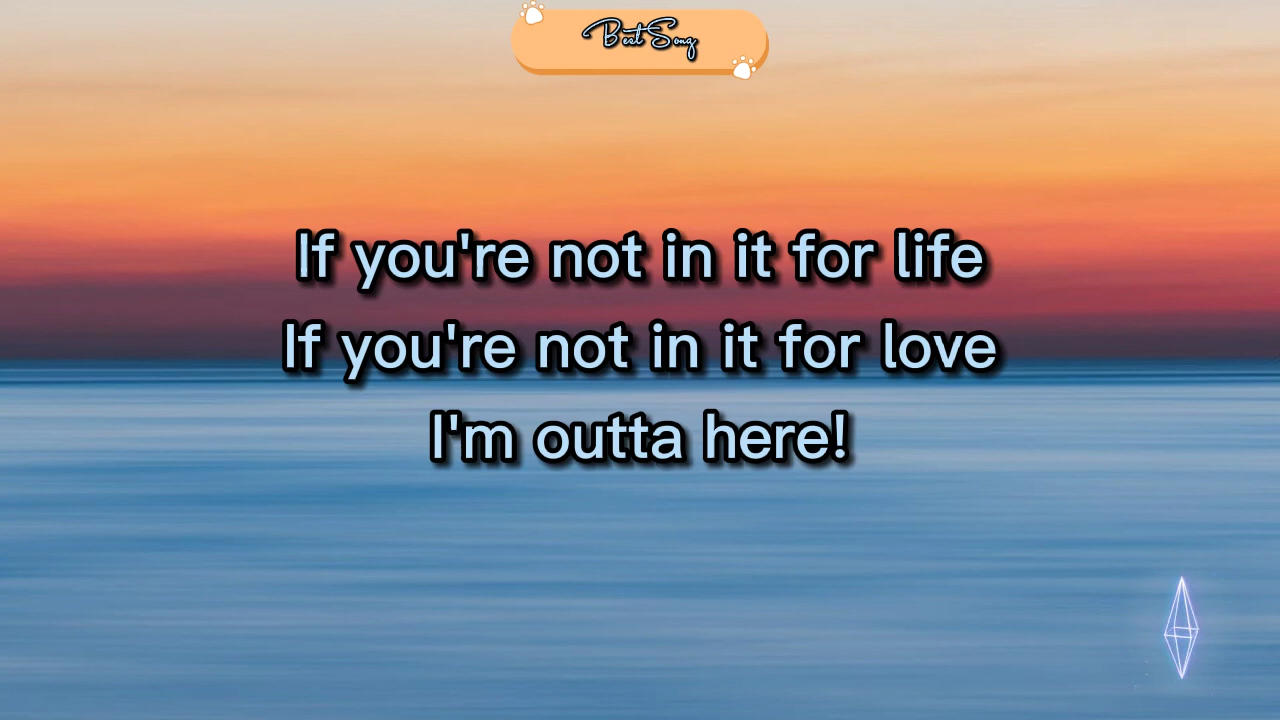 Best Song
If you're not in it for life
If you're not in it for love
I'm outta here!